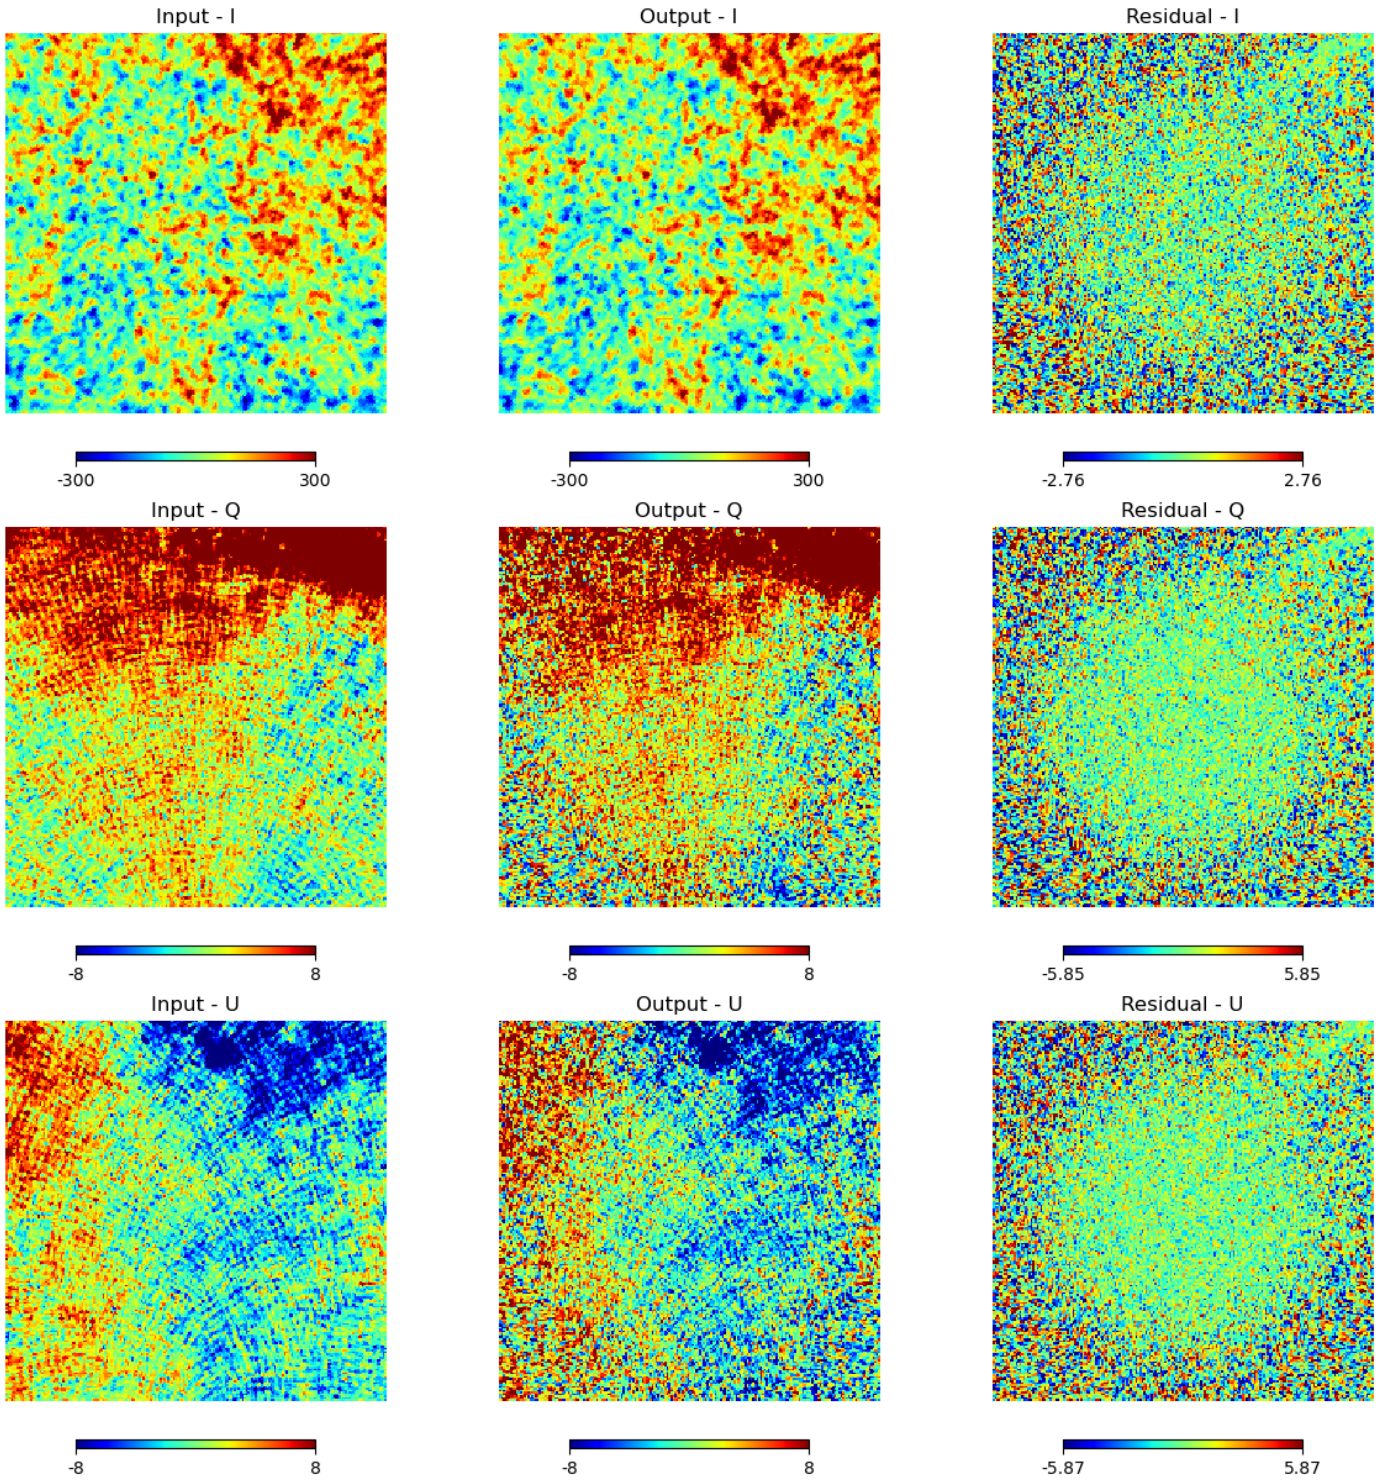 Input - I Output - I Residual - I
-300 300 -300 300 -2.76 2.76
Input - Q Output - Q Residual - Q
-8 8 -8 8 -5.85 5.85
Input - U Output - U Residual - U
-8 8 -8 8 -5.87 5.87